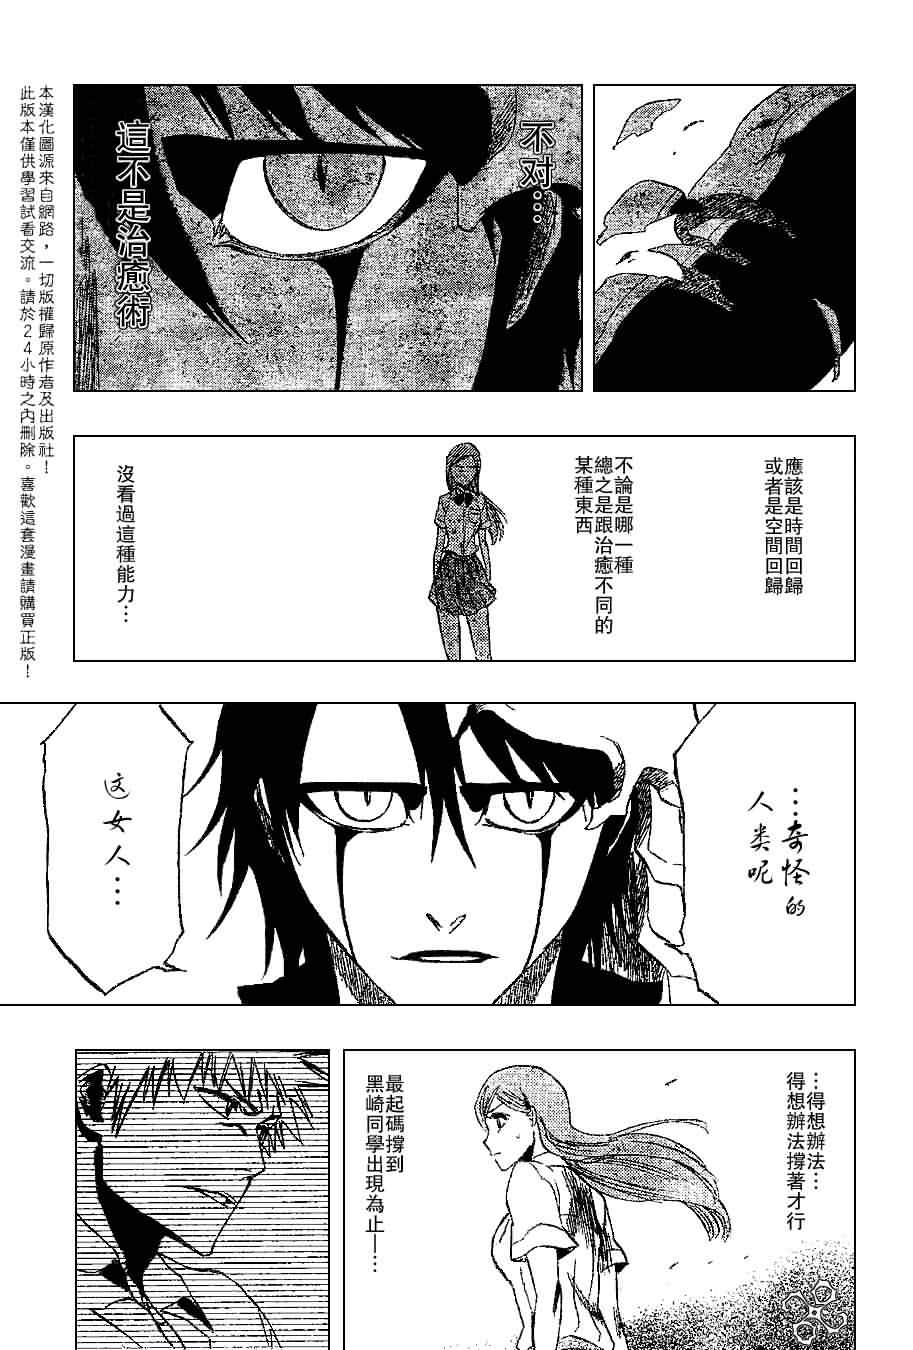 不对…
這不是治癒術
應該是時間回歸
或者是空間回歸
不論是哪一種
總之是跟治癒不同的
某種東西
沒看過這種能力…
…奇怪的
人类呢
这女人…
…得想辦法…
得想辦法撐著才行
最起碼撐到
黑崎同學出現為止—…
本漢化圖源來自網路，一切版權歸原作者及出版社！
此版本僅供學習試看交流。請於24小時之內刪除。喜歡這套漫畫請購買正版！